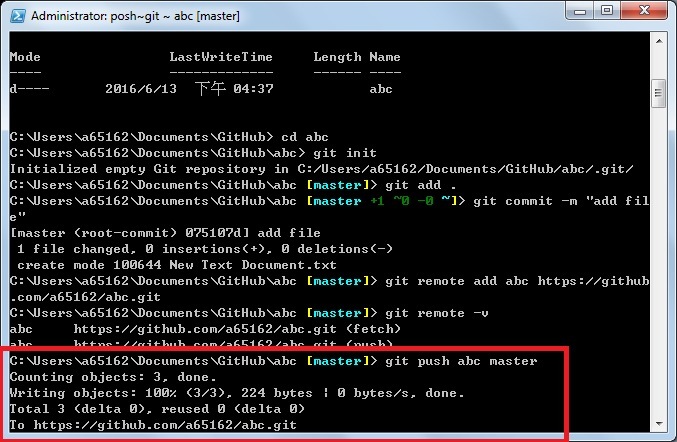 Administrator: posh~git ~ abc [master]
Mode                LastWriteTime     Length Name
----                -------------     ------ ----
d----        2016/6/13  下午 04:37            abc
C:\Users\a65162\Documents\GitHub> cd abc
C:\Users\a65162\Documents\GitHub\abc> git init
Initialized empty Git repository in C:/Users/a65162/Documents/GitHub/abc/.git/
C:\Users\a65162\Documents\GitHub\abc [master]> git add .
C:\Users\a65162\Documents\GitHub\abc [master +1 ~0 -0 ~]> git commit -m "add fil
e"
[master (root-commit) 075107d] add file
 1 file changed, 0 insertions(+), 0 deletions(-)
 create mode 100644 New Text Document.txt
C:\Users\a65162\Documents\GitHub\abc [master]> git remote add abc https://github
.com/a65162/abc.git
C:\Users\a65162\Documents\GitHub\abc [master]> git remote -v
abc     https://github.com/a65162/abc.git (fetch)
abc     https://github.com/a65162/abc.git (push)
C:\Users\a65162\Documents\GitHub\abc [master]> git push abc master
Counting objects: 3, done.
Writing objects: 100% (3/3), 224 bytes | 0 bytes/s, done.
Total 3 (delta 0), reused 0 (delta 0)
To https://github.com/a65162/abc.git